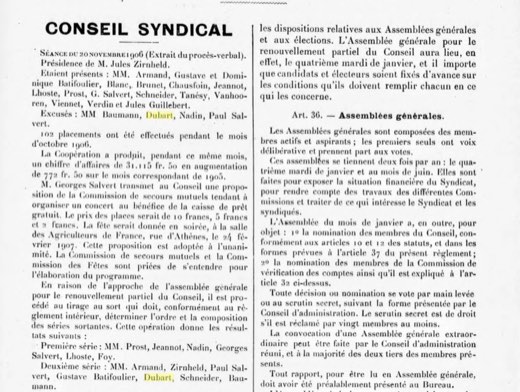 CONSEIL SYNDICAL
SÉANCE DU 20 NOVEMBRE 1906 (Extrait du procès-verbal).
Présidence de M. Jules Zirnheld.
Etaient présents : MM. Armand, Gustave et Domi-
nique Batifoulier, Blanc, Brunet, Chausfoin, Jeannot,
Lhoste, Prost, G. Salvert, Schneider, Tanésy, Vanhoo-
ren, Viennet, Verdin et Jules Guillebert.
Excusés : MM Baumann, Dubart, Nadin, Paul Sal-
vert.
102 placements ont été effectués pendant le mois
d'octobre 1906.
La Coopération a produit, pendant ce même mois,
un chiffre d'affaires de 31.115 fr. 50 en augmentation
de 772 fr. 50 sur le mois correspondant de 1905.
M. Georges Salvert transmet au Conseil une propo-
sition de la Commission de secours mutuels tendant à
organiser un concert au bénéfice de la caisse de prêt
gratuit. Le prix des places serait de 10 francs, 5 francs
et 2 francs. La fête serait donnée en soirée, à la salle
des Agriculteurs de France, rue d'Athènes, le 24 fé-
vrier 1907. Cette proposition est adoptée à l'unani-
mité. La Commission de secours mutuels et la Com-
mission des Fêtes sont priées de s'entendre pour
l'élaboration du programme.
En raison de l'approche de l'assemblée générale
pour le renouvellement partiel du Conseil, il est pro-
cédé au tirage au sort qui doit, conformément au rè-
glement intérieur, déterminer l'ordre et la composition
des séries sortantes. Cette opération donne les résul-
tats suivants :
Première série : MM. Prost, Jeannot, Nadin, Georges
Salvert, Lhoste, Foy.
Deuxième série : MM. Armand, Zirnheld, Paul Sal-
vert, Gustave Batifoulier, Dubart, Schneider, Bau-
mann.
les dispositions relatives aux Assemblées générales
et aux élections. L'Assemblée générale pour le
renouvellement partiel du Conseil aura lieu, en
effet, le quatrième mardi de janvier, et il importe
que candidats et électeurs soient fixés d'avance sur
les conditions qu'ils doivent remplir chacun en ce
qui les concerne.
Art. 36. — Assemblées générales.
Les Assemblées générales sont composées des mem-
bres actifs et aspirants ; les premiers seuls ont voix
délibérative et prennent part aux votes.
Ces assemblées se tiennent deux fois par an : le qua-
trième mardi de janvier et au mois de juin. Elles sont
faites pour exposer la situation financière du Syndicat,
pour rendre compte des travaux des différentes Com-
missions et traiter de ce qui intéresse le Syndicat et les
syndiqués.
L'Assemblée du mois de janvier a, en outre, pour
objet : 1º la nomination des membres du Conseil, con-
formément aux articles 10 et 12 des statuts, et dans les
formes prévues à l'article 37 du présent règlement ;
2º la nomination des membres de la Commission de
vérification des comptes ainsi qu'il est expliqué à l'ar-
ticle 32 ci-dessus.
Toute décision ou nomination se vote par main levée
ou au scrutin secret, suivant la forme présentée par le
Conseil d'administration. Le scrutin secret est de droit
s'il est réclamé par vingt membres au moins.
La convocation d'une Assemblée générale extraor-
dinaire peut être faite par le Conseil d'administration
réuni, et à la majorité des deux tiers des membres pré-
sents.
Tout rapport, pour être lu en Assemblée générale,
doit avoir été préalablement présenté au Bureau.